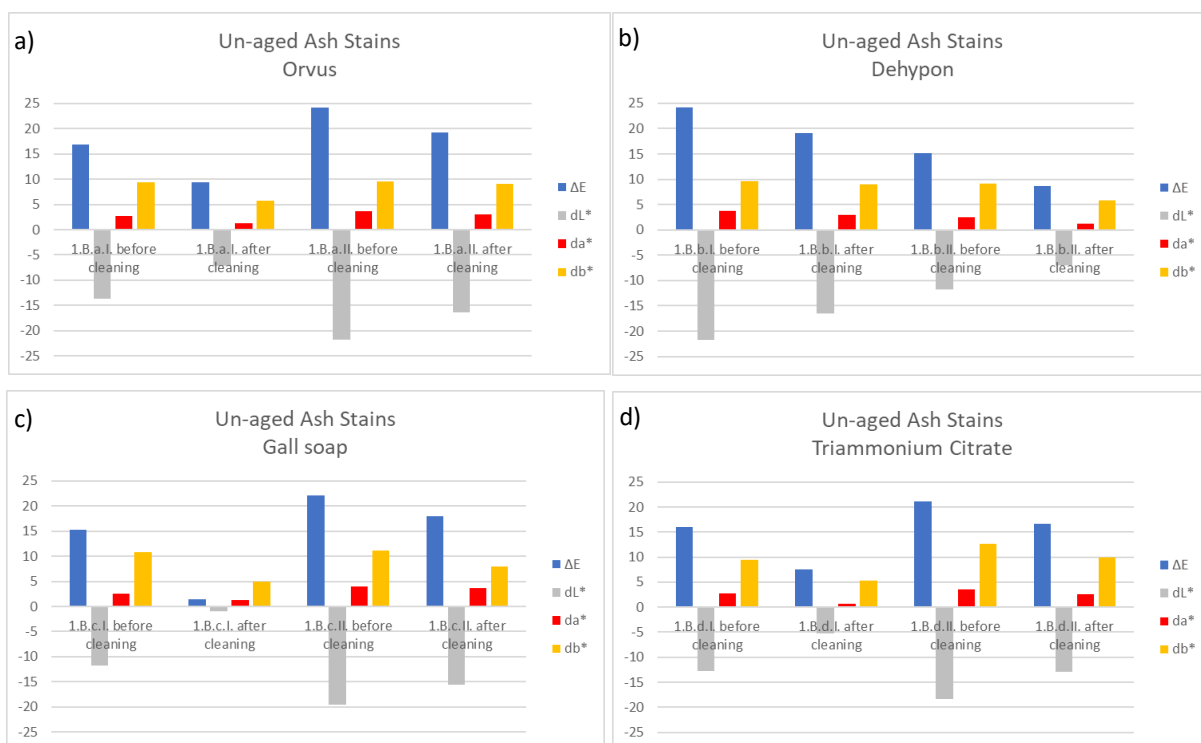 a)
Un-aged Ash Stains
Orvus
25
20
15
10
5
0
-5
-10
-15
-20
-25
1.B.a.I. before
cleaning
1.B.a.I. after
cleaning
1.B.a.II. before
cleaning
1.B.a.II. after
cleaning
ΔE
dL*
da*
db*
b)
Un-aged Ash Stains
Dehypon
25
20
15
10
5
0
-5
-10
-15
-20
-25
1.B.b.I. before
cleaning
1.B.b.I. after
cleaning
1.B.b.II. before
cleaning
1.B.b.II. after
cleaning
ΔE
dL*
da*
db*
c)
Un-aged Ash Stains
Gall soap
25
20
15
10
5
0
-5
-10
-15
-20
-25
1.B.c.I. before
cleaning
1.B.c.I. after
cleaning
1.B.c.II. before
cleaning
1.B.c.II. after
cleaning
ΔE
dL*
da*
db*
d)
Un-aged Ash Stains
Triammonium Citrate
25
20
15
10
5
0
-5
-10
-15
-20
-25
1.B.d.I. before
cleaning
1.B.d.I. after
cleaning
1.B.d.II. before
cleaning
1.B.d.II. after
cleaning
ΔE
dL*
da*
db*